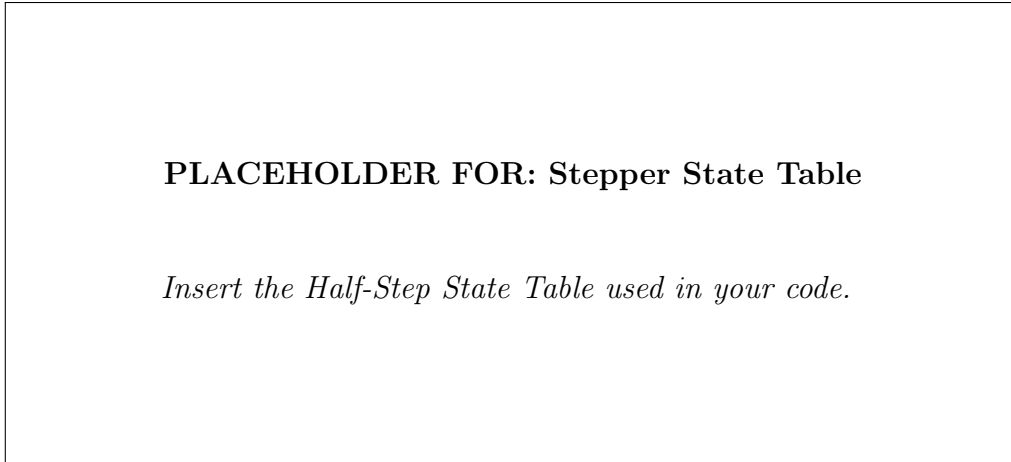 PLACEHOLDER FOR: Stepper State Table
Insert the Half-Step State Table used in your code.